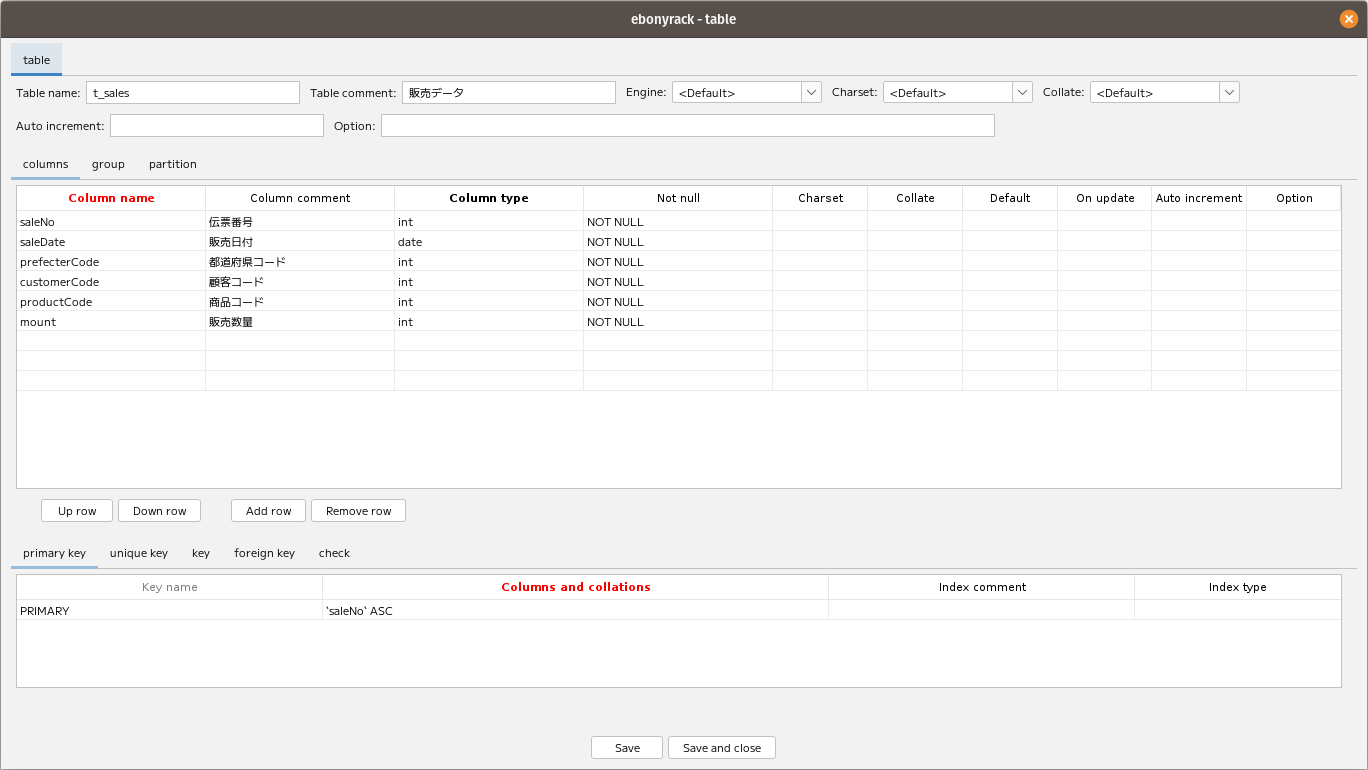 ebonyrack - table
table
Table name: t_sales Table comment: 販売データ Engine: <Default> Charset: <Default> Collate: <Default>
Auto increment: Option:
columns group partition
Column name Column comment Column type Not null Charset Collate Default On update Auto increment Option
saleNo 伝票番号 int NOT NULL
saleDate 販売日付 date NOT NULL
prefecterCode 都道府県コード int NOT NULL
customerCode 顧客コード int NOT NULL
productCode 商品コード int NOT NULL
mount 販売数量 int NOT NULL
Up row Down row Add row Remove row
primary key unique key key foreign key check
Key name Columns and collations Index comment Index type
PRIMARY `saleNo` ASC
Save Save and close